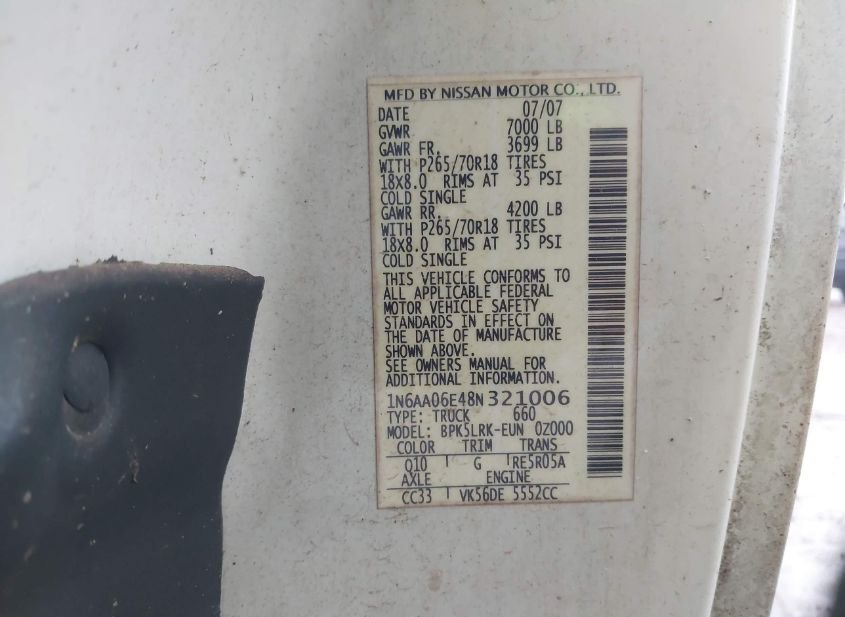 MFD BY NISSAN MOTOR CO., LTD.
DATE 07/07
GVWR 7000 LB
GAWR FR. 3699 LB
WITH P265/70R18 TIRES
18X8.0 RIMS AT 35 PSI
COLD SINGLE
GAWR RR. 4200 LB
WITH P265/70R18 TIRES
18X8.0 RIMS AT 35 PSI
COLD SINGLE
THIS VEHICLE CONFORMS TO
ALL APPLICABLE FEDERAL
MOTOR VEHICLE SAFETY
STANDARDS IN EFFECT ON
THE DATE OF MANUFACTURE
SHOWN ABOVE.
SEE OWNERS MANUAL FOR
ADDITIONAL INFORMATION.
1N6AA06E48N321006
TYPE: TRUCK 660
MODEL: BPK5LRK-EUN 0Z000
COLOR TRIM TRANS
Q10 G RE5R05A
AXLE ENGINE
CC33 VK56DE 5552CC